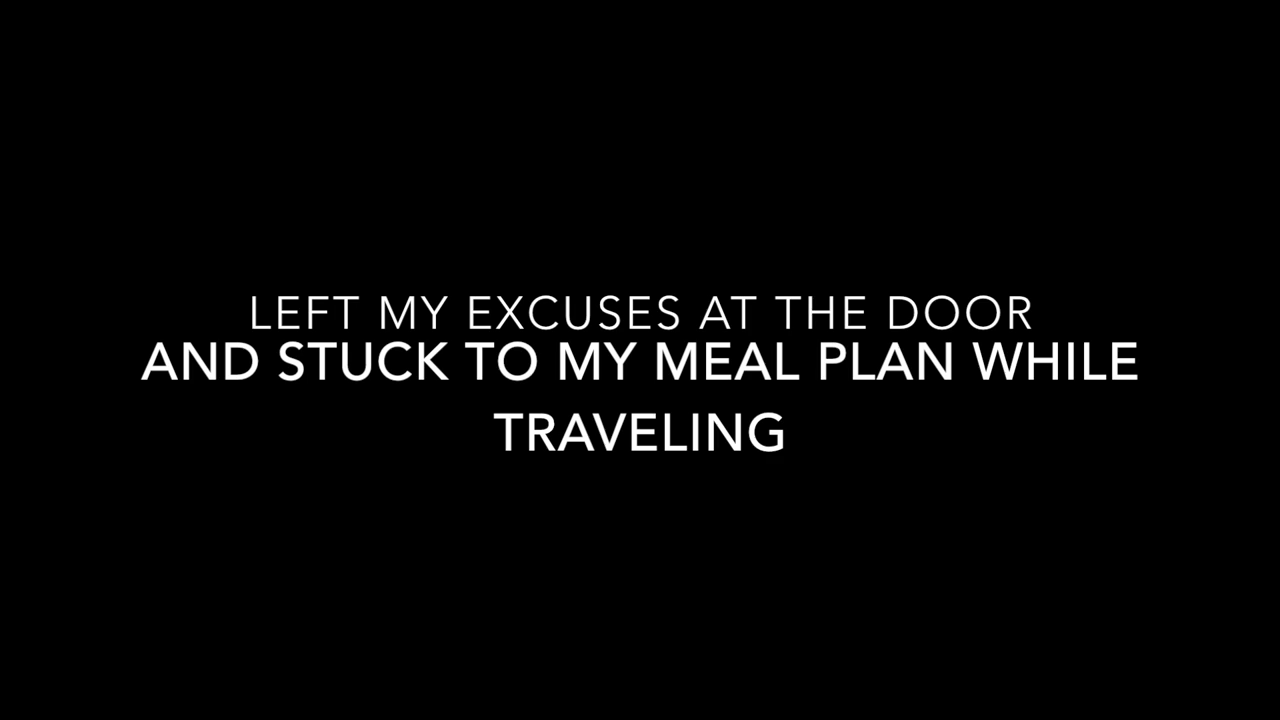 LEFT MY EXCUSES AT THE DOOR
AND STUCK TO MY MEAL PLAN WHILE
TRAVELING